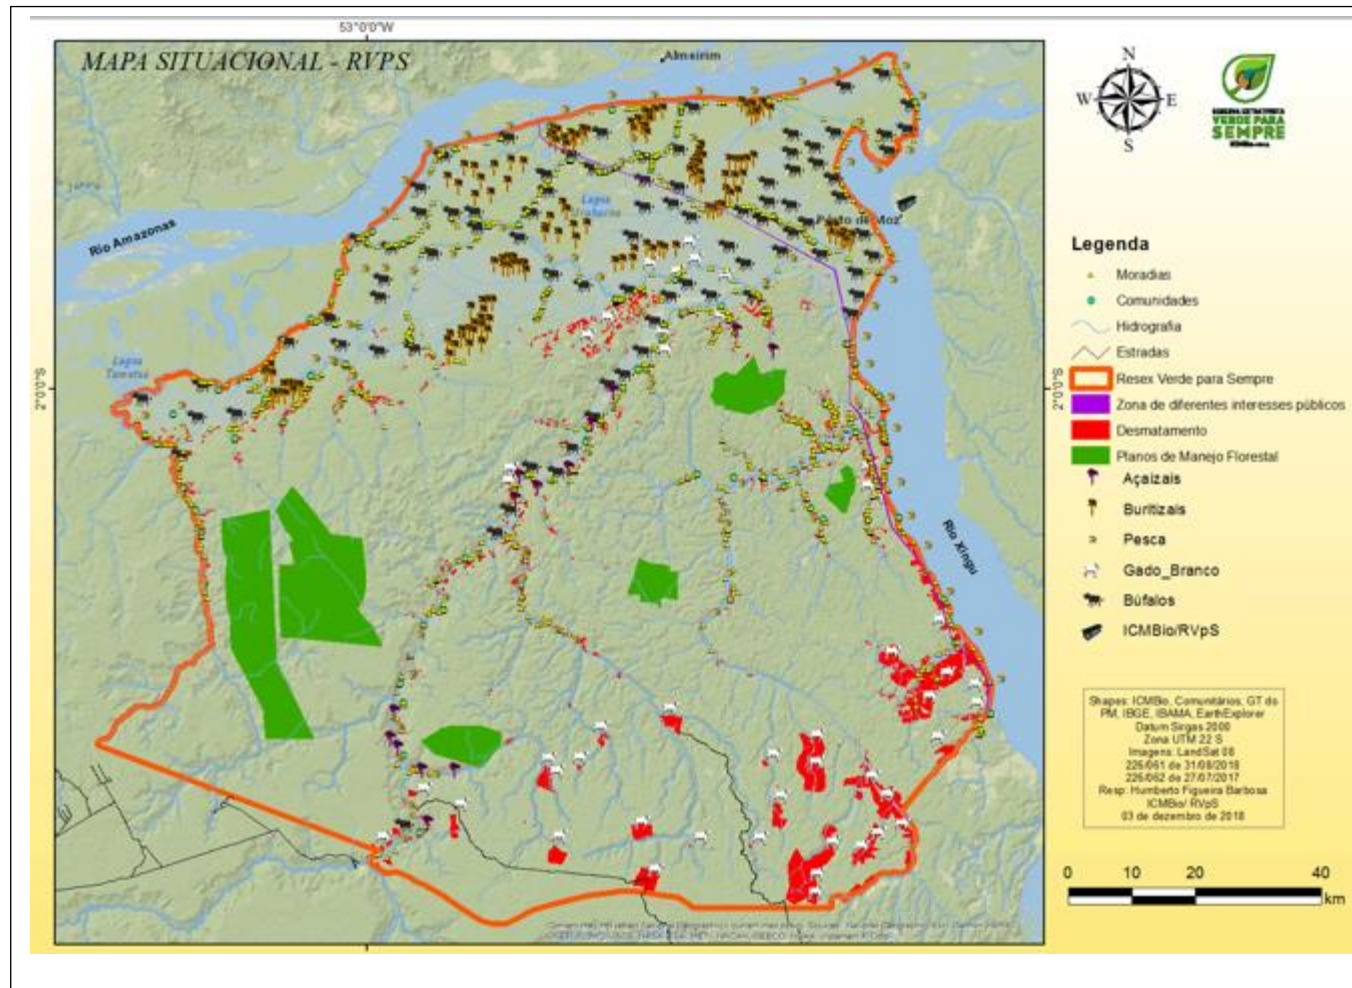 53°0'0"W
MAPA SITUACIONAL - RVPS
Almeirim
N
W
E
S
VERDE PARA
SEMPRE
Rio Amazonas
Lagoa
Porto de Moz
Lagoa
2°0'0"S
2°0'0"S
Rio Xingu
Legenda
Moradias
Comunidades
Hidrografia
Estradas
Resex Verde para Sempre
Zona de diferentes interesses públicos
Desmatamento
Planos de Manejo Florestal
Açaizais
Buritizais
Pesca
Gado_Branco
Búfalos
ICMBio/RVpS
Shapes: ICMBio, Comunitários, GT do
PM, IBGE, IBAMA, EarthExplorer
Datum Sirgas 2000
Zona UTM 22 S
Imagens: LandSat 08
226/061 de 31/08/2018
226/062 de 27/07/2017
Resp: Humberto Figueira Barbosa
ICMBio/ RVpS
03 de dezembro de 2018
0 10 20 40
km